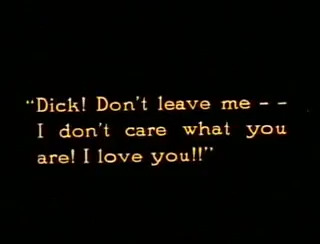 "Dick! Don't leave me - -
I don't care what you
are! I love you!!"